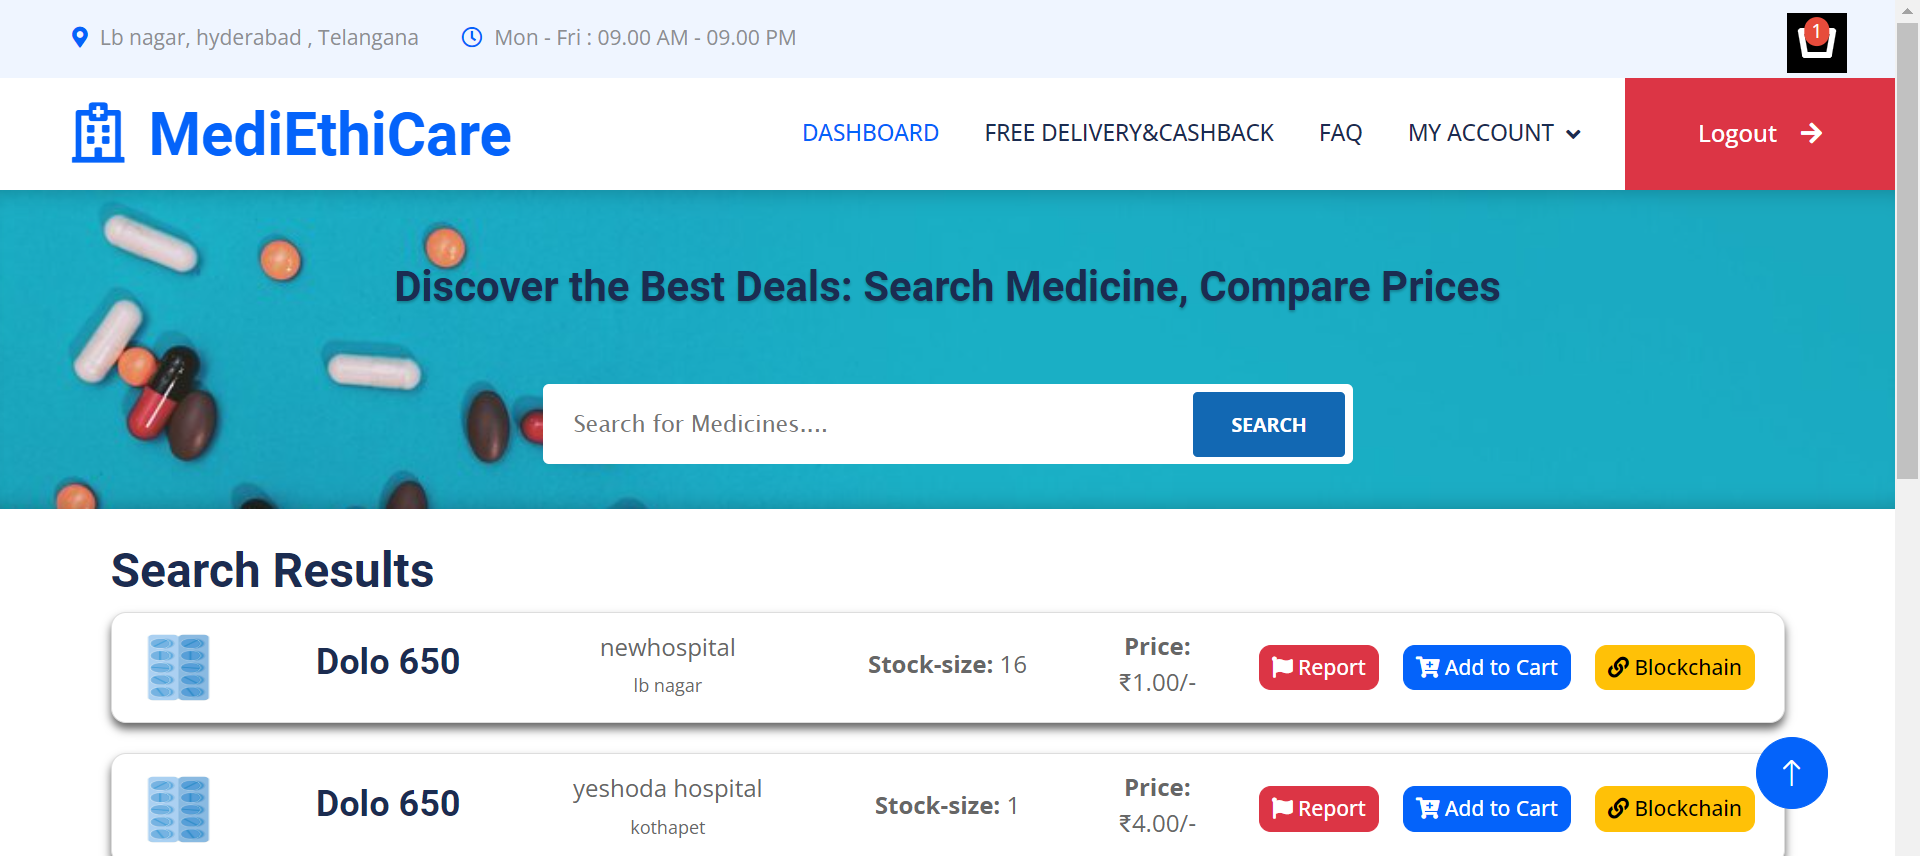 Lb nagar, hyderabad , Telangana
Mon - Fri : 09.00 AM - 09.00 PM
1
MediEthiCare
DASHBOARD
FREE DELIVERY&CASHBACK
FAQ
MY ACCOUNT
Logout
Discover the Best Deals: Search Medicine, Compare Prices
Search for Medicines....
SEARCH
Search Results
Dolo 650
newhospital
lb nagar
Stock-size: 16
Price:
₹1.00/-
Report
Add to Cart
Blockchain
Dolo 650
yeshoda hospital
kothapet
Stock-size: 1
Price:
₹4.00/-
Report
Add to Cart
Blockchain